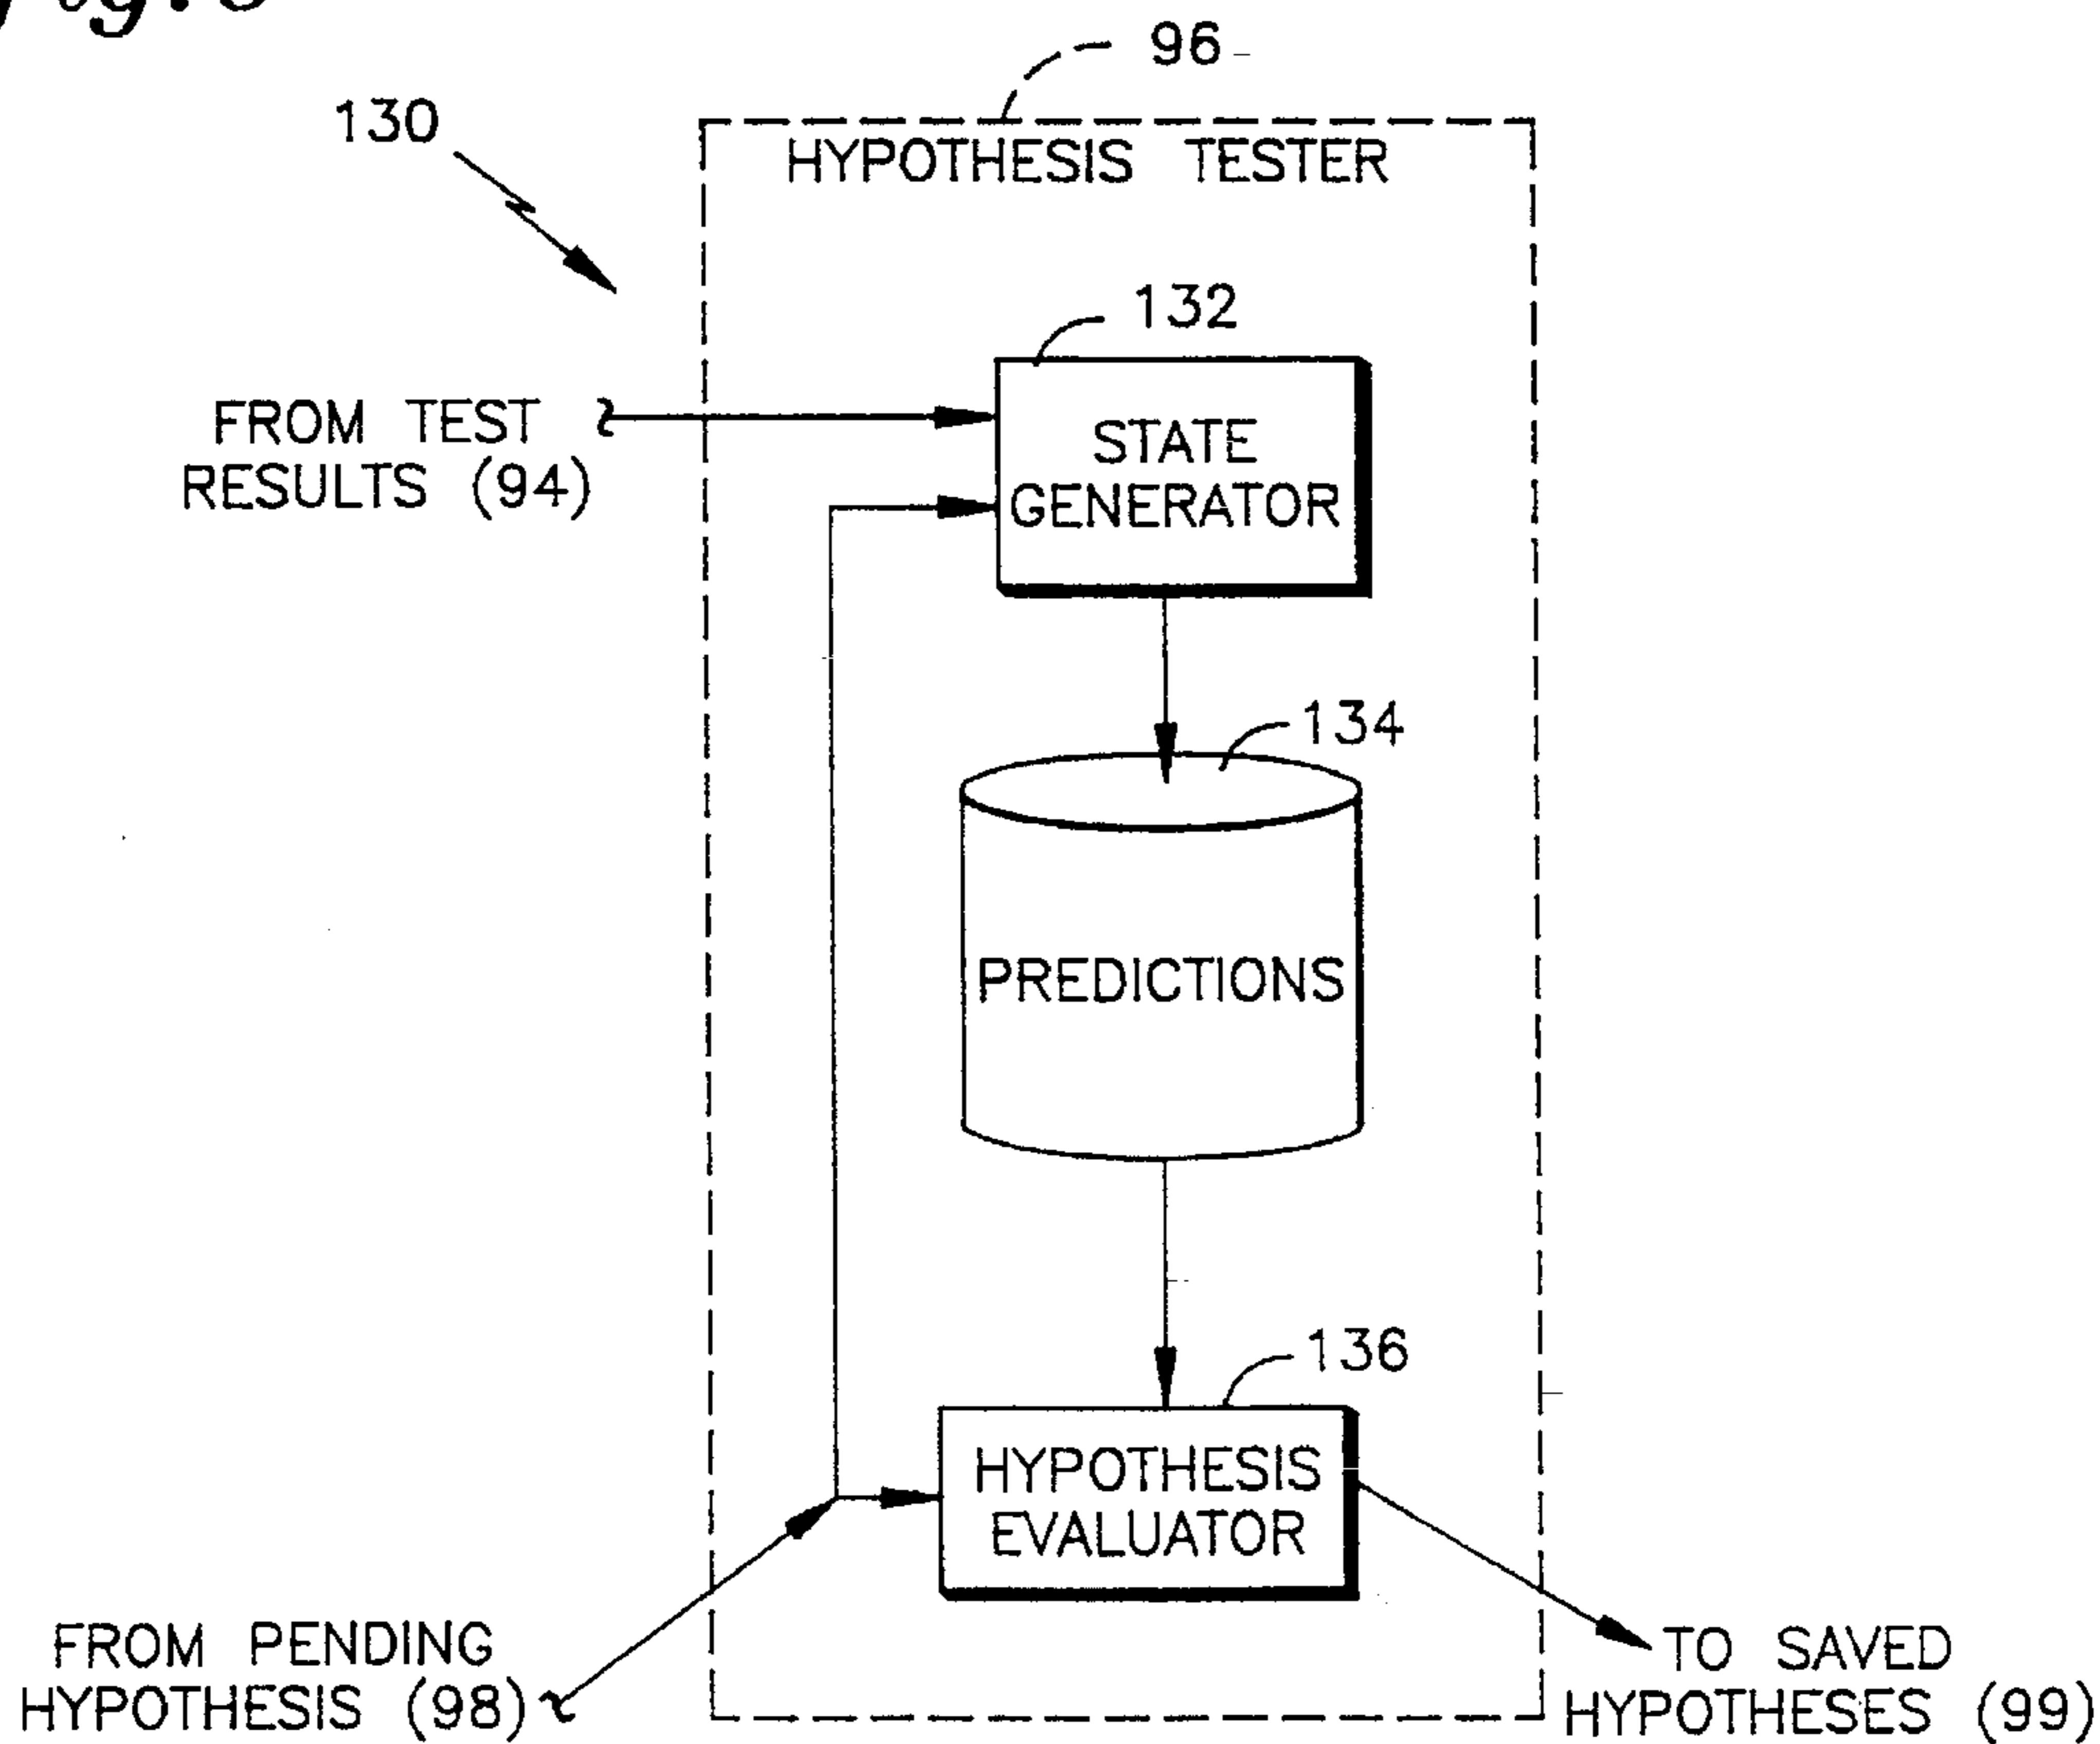 96
130
HYPOTHESIS TESTER
132
FROM TEST
RESULTS (94)
STATE
GENERATOR
134
PREDICTIONS
136
HYPOTHESIS
EVALUATOR
FROM PENDING
HYPOTHESIS (98)
TO SAVED
HYPOTHESES (99)